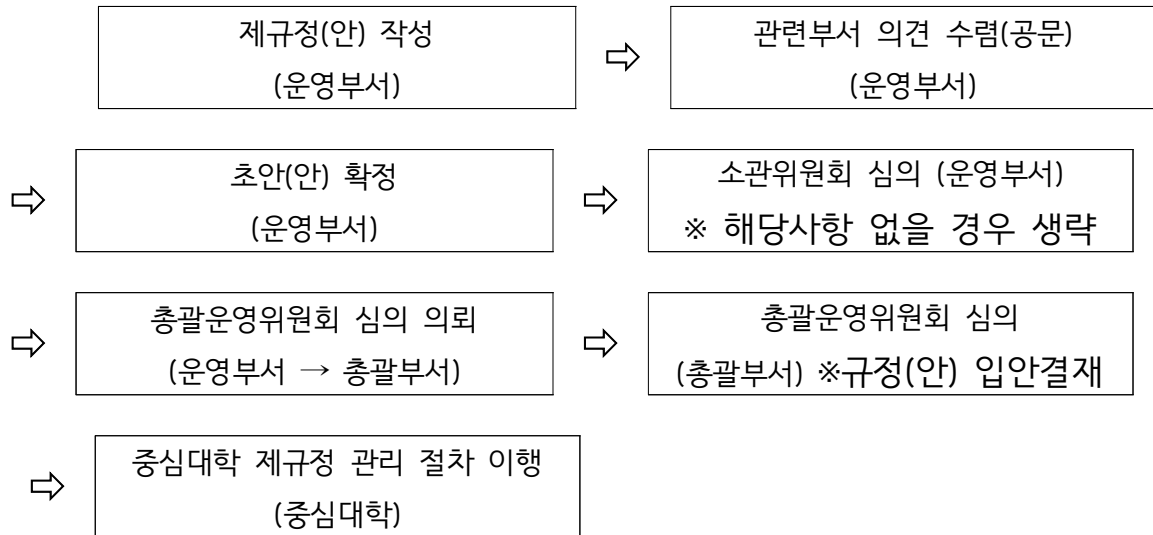 제규정(안) 작성
(운영부서)
⇨
관련부서 의견 수렴(공문)
(운영부서)
⇨
초안(안) 확정
(운영부서)
⇨
소관위원회 심의 (운영부서)
※ 해당사항 없을 경우 생략
⇨
총괄운영위원회 심의 의뢰
(운영부서 → 총괄부서)
⇨
총괄운영위원회 심의
(총괄부서) ※규정(안) 입안결재
⇨
중심대학 제규정 관리 절차 이행
(중심대학)